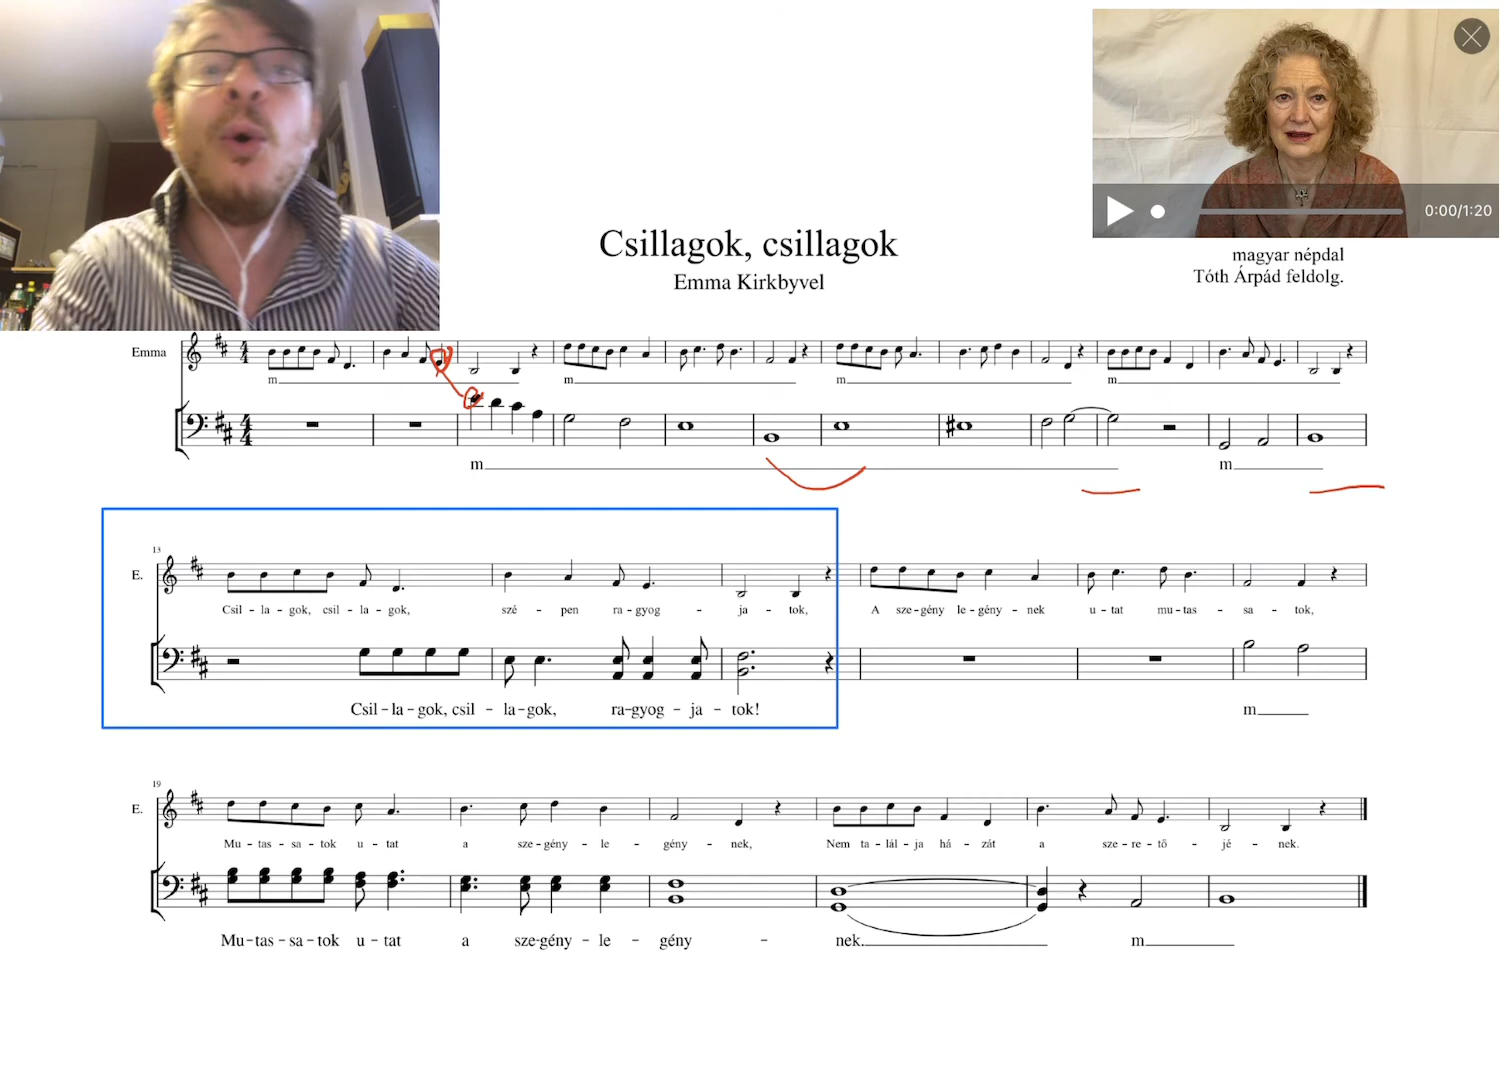 0:00/1:20
magyar népdal
Tóth Árpád feldolg.
Csillagok, csillagok
Emma Kirkbyvel
Emma
m m m m
m m
13
E.
Csil - la - gok, csil - la - gok, szé - pen ra - gyog - ja - tok, A sze - gény le - gény - nek u - tat mu - tas - sa - tok,
Csil - la - gok, csil - la - gok, ra - gyog - ja - tok! m
19
E.
Mu - tas - sa - tok u - tat a sze - gény - le - gény - nek, Nem ta - lál - ja há - zát a sze - re - tő - jé - nek.
Mu - tas - sa - tok u - tat a sze - gény - le - gény - nek. m